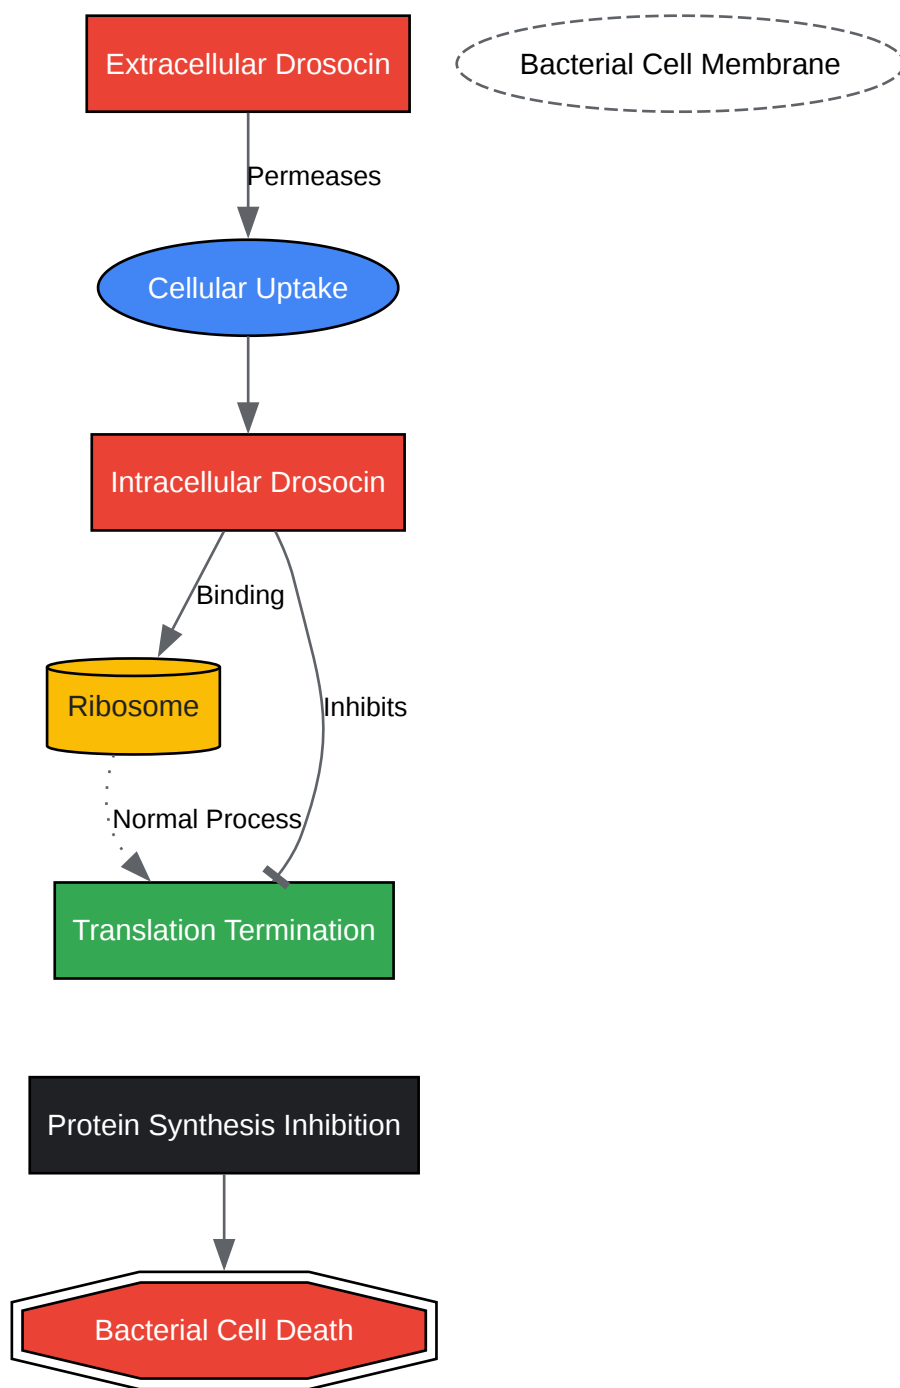 Extracellular Drosocin
Bacterial Cell Membrane
Permeases
Cellular Uptake
Intracellular Drosocin
Binding
Ribosome
Inhibits
Normal Process
Translation Termination
Protein Synthesis Inhibition
Bacterial Cell Death